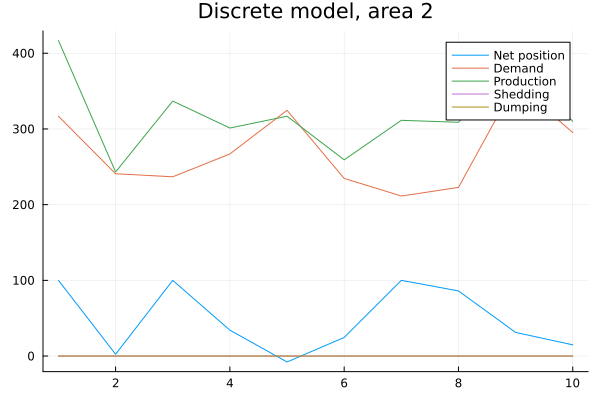 Discrete model, area 2
400
300
200
100
0
2
4
6
8
10
Net position
Demand
Production
Shedding
Dumping